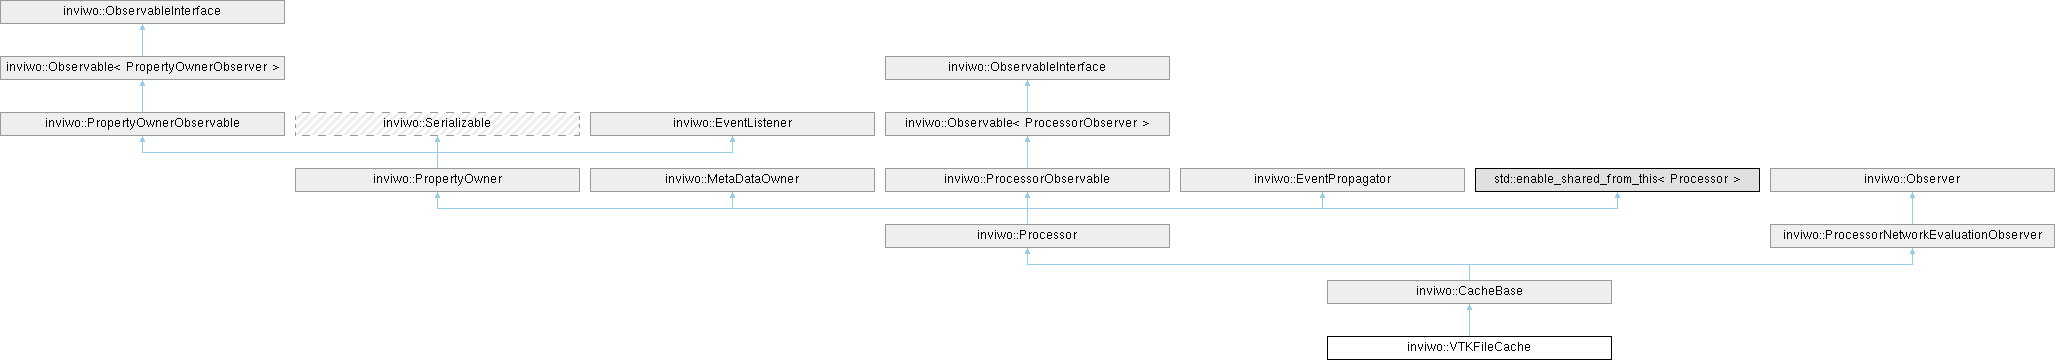 inviwo::ObservableInterface
inviwo::Observable< PropertyOwnerObserver >
inviwo::ObservableInterface
inviwo::PropertyOwnerObservable
inviwo::Serializable
inviwo::EventListener
inviwo::Observable< ProcessorObserver >
inviwo::PropertyOwner
inviwo::MetaDataOwner
inviwo::ProcessorObservable
inviwo::EventPropagator
std::enable_shared_from_this< Processor >
inviwo::Observer
inviwo::Processor
inviwo::ProcessorNetworkEvaluationObserver
inviwo::CacheBase
inviwo::VTKFileCache